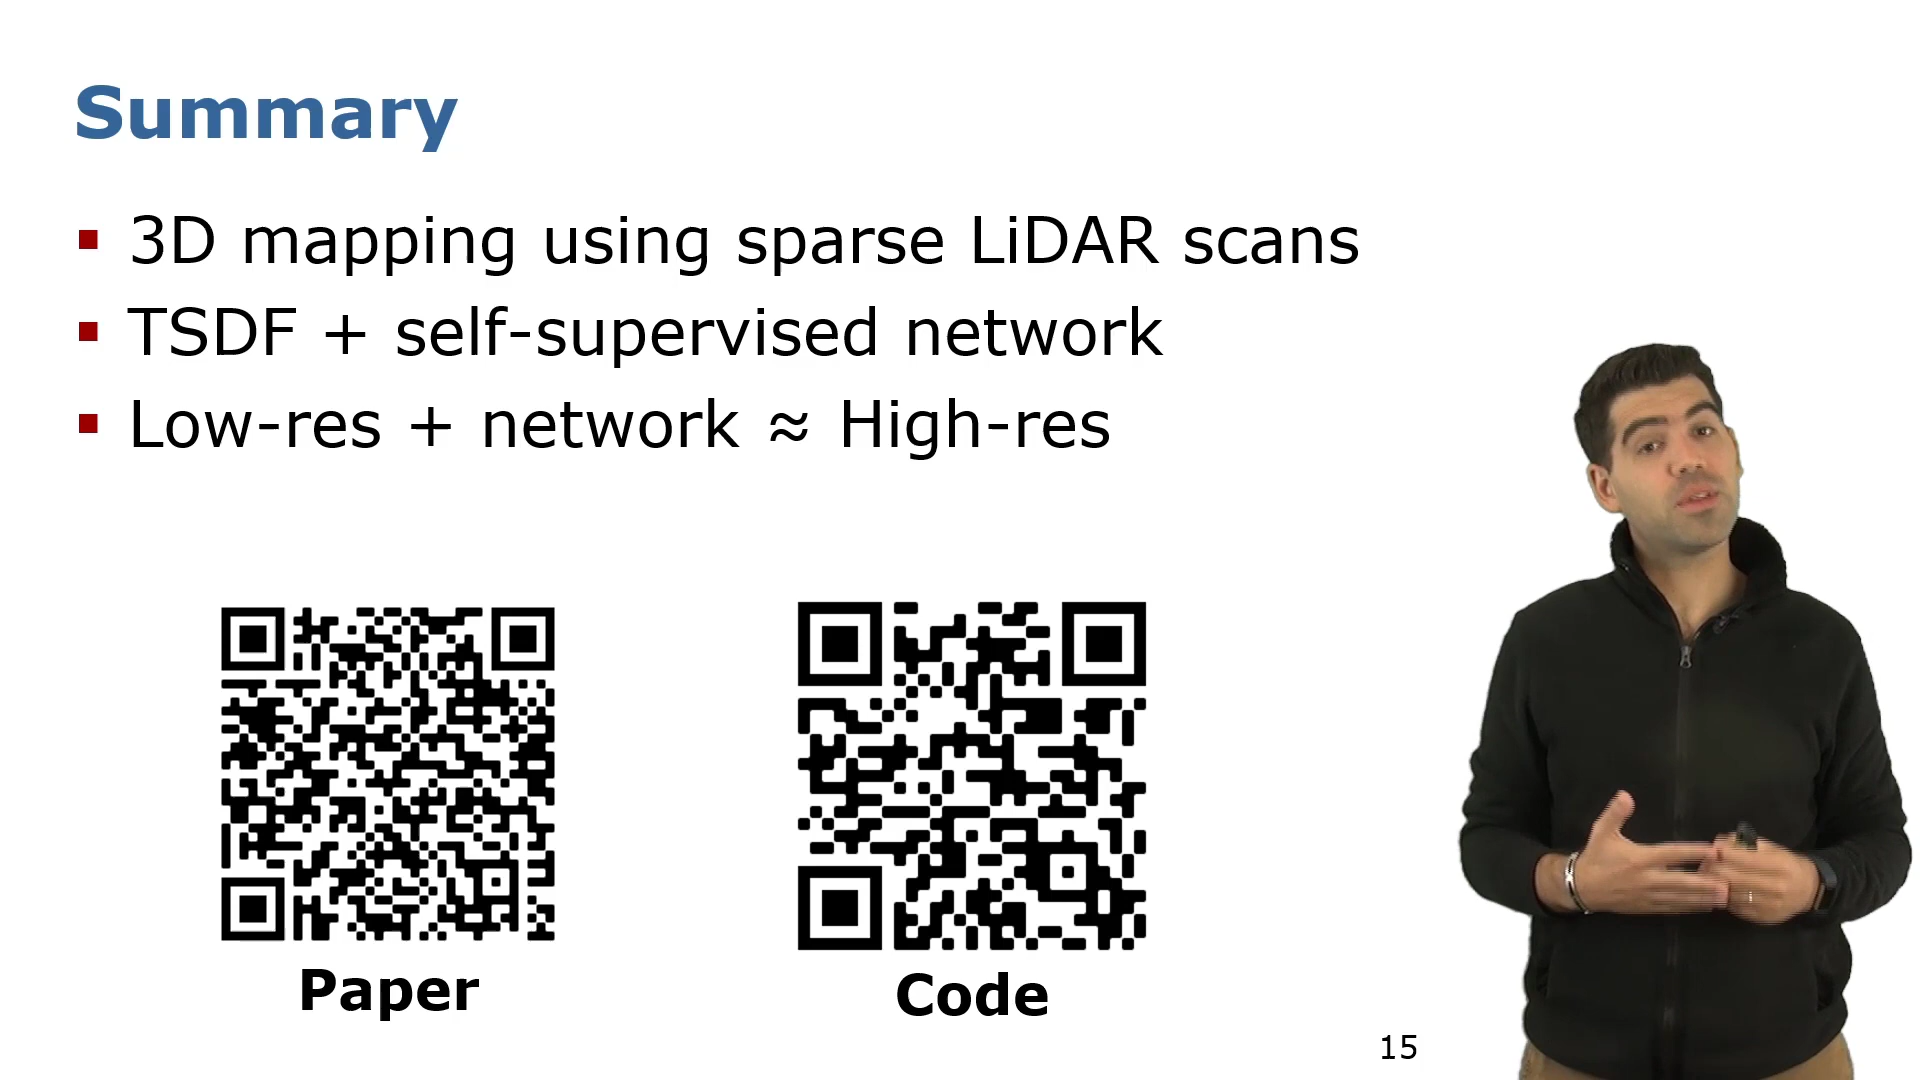 Summary
3D mapping using sparse LiDAR scans
TSDF + self-supervised network
Low-res + network ≈ High-res
Paper
Code
15